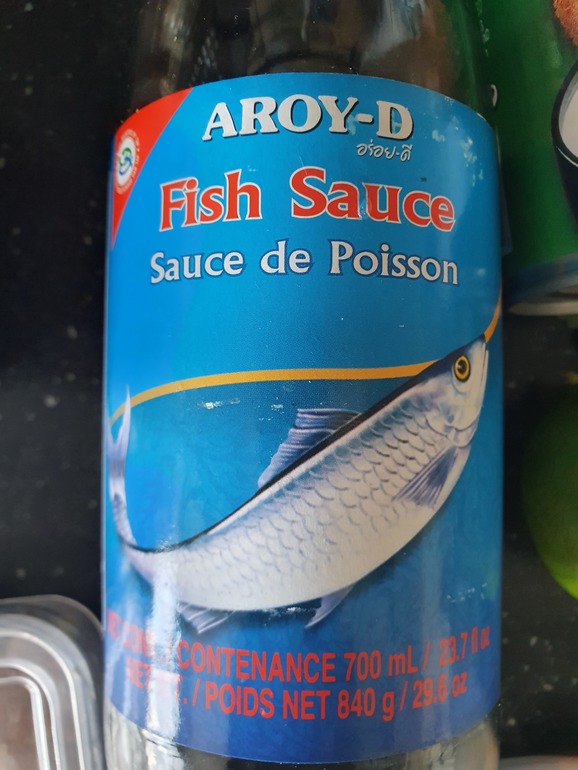 AROY-D
อร่อย-ดี
Fish Sauce
Sauce de Poisson
CONTENANCE 700 mL / 23.7 fl oz
NET / POIDS NET 840 g / 29.6 oz